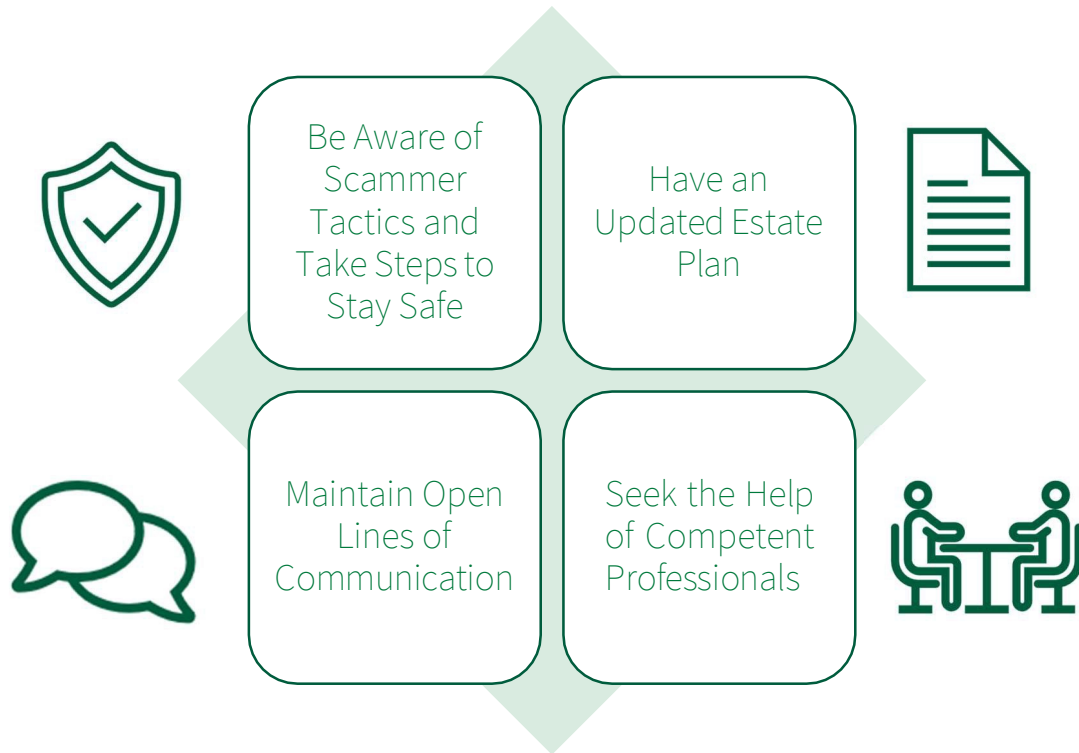 Be Aware of
Scammer
Tactics and
Take Steps to
Stay Safe
Have an
Updated Estate
Plan
Maintain Open
Lines of
Communication
Seek the Help
of Competent
Professionals